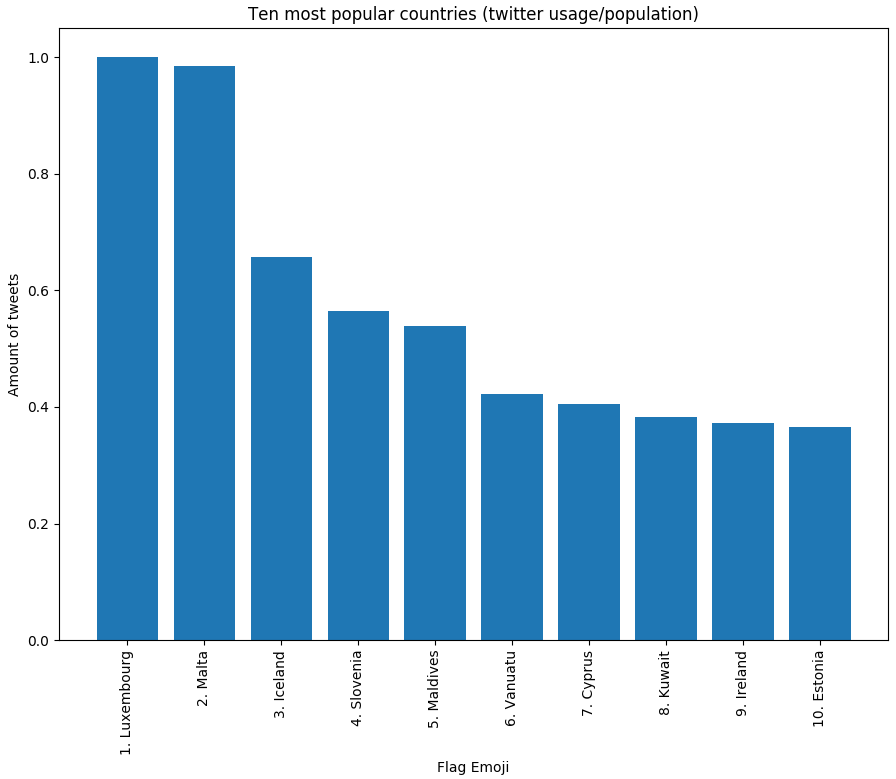 Ten most popular countries (twitter usage/population)
Amount of tweets
1.0
0.8
0.6
0.4
0.2
0.0
1. Luxembourg
2. Malta
3. Iceland
4. Slovenia
5. Maldives
6. Vanuatu
7. Cyprus
8. Kuwait
9. Ireland
10. Estonia
Flag Emoji